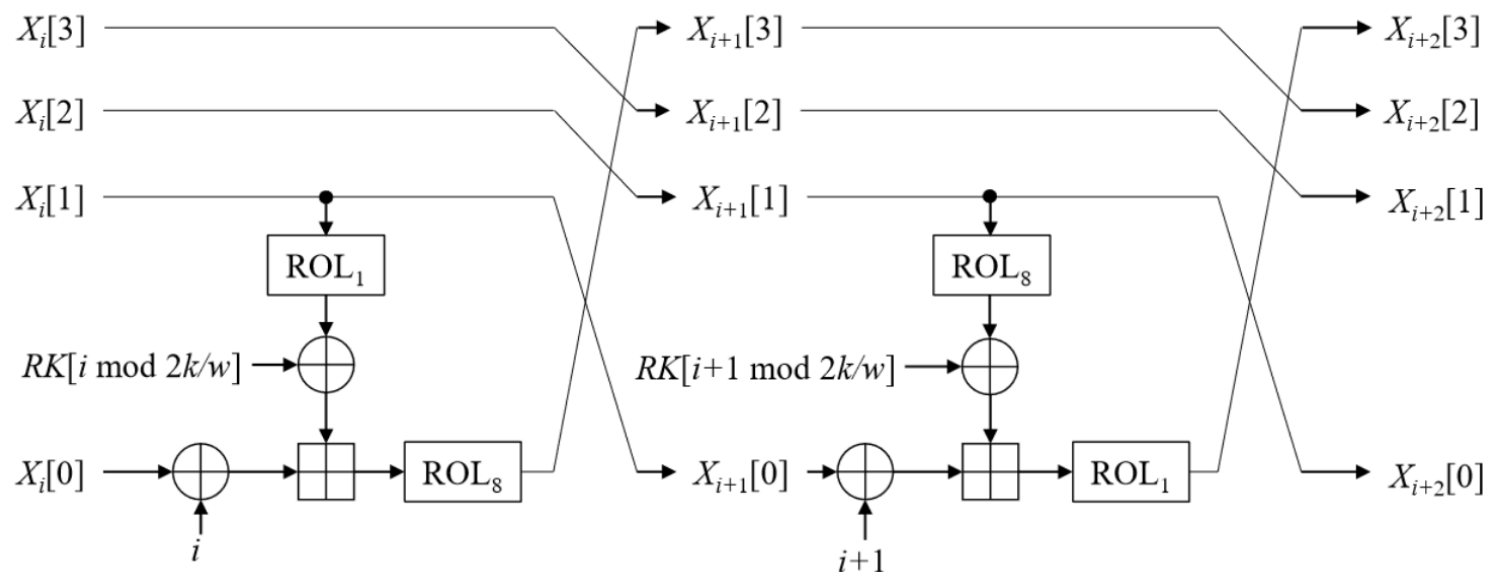 X_i[3] X_{i+1}[3] X_{i+2}[3]
X_i[2] X_{i+1}[2] X_{i+2}[2]
X_i[1] X_{i+1}[1] X_{i+2}[1]
ROL_1 ROL_8
RK[i mod 2k/w] RK[i+1 mod 2k/w]
X_i[0] ROL_8 X_{i+1}[0] ROL_1 X_{i+2}[0]
i i+1